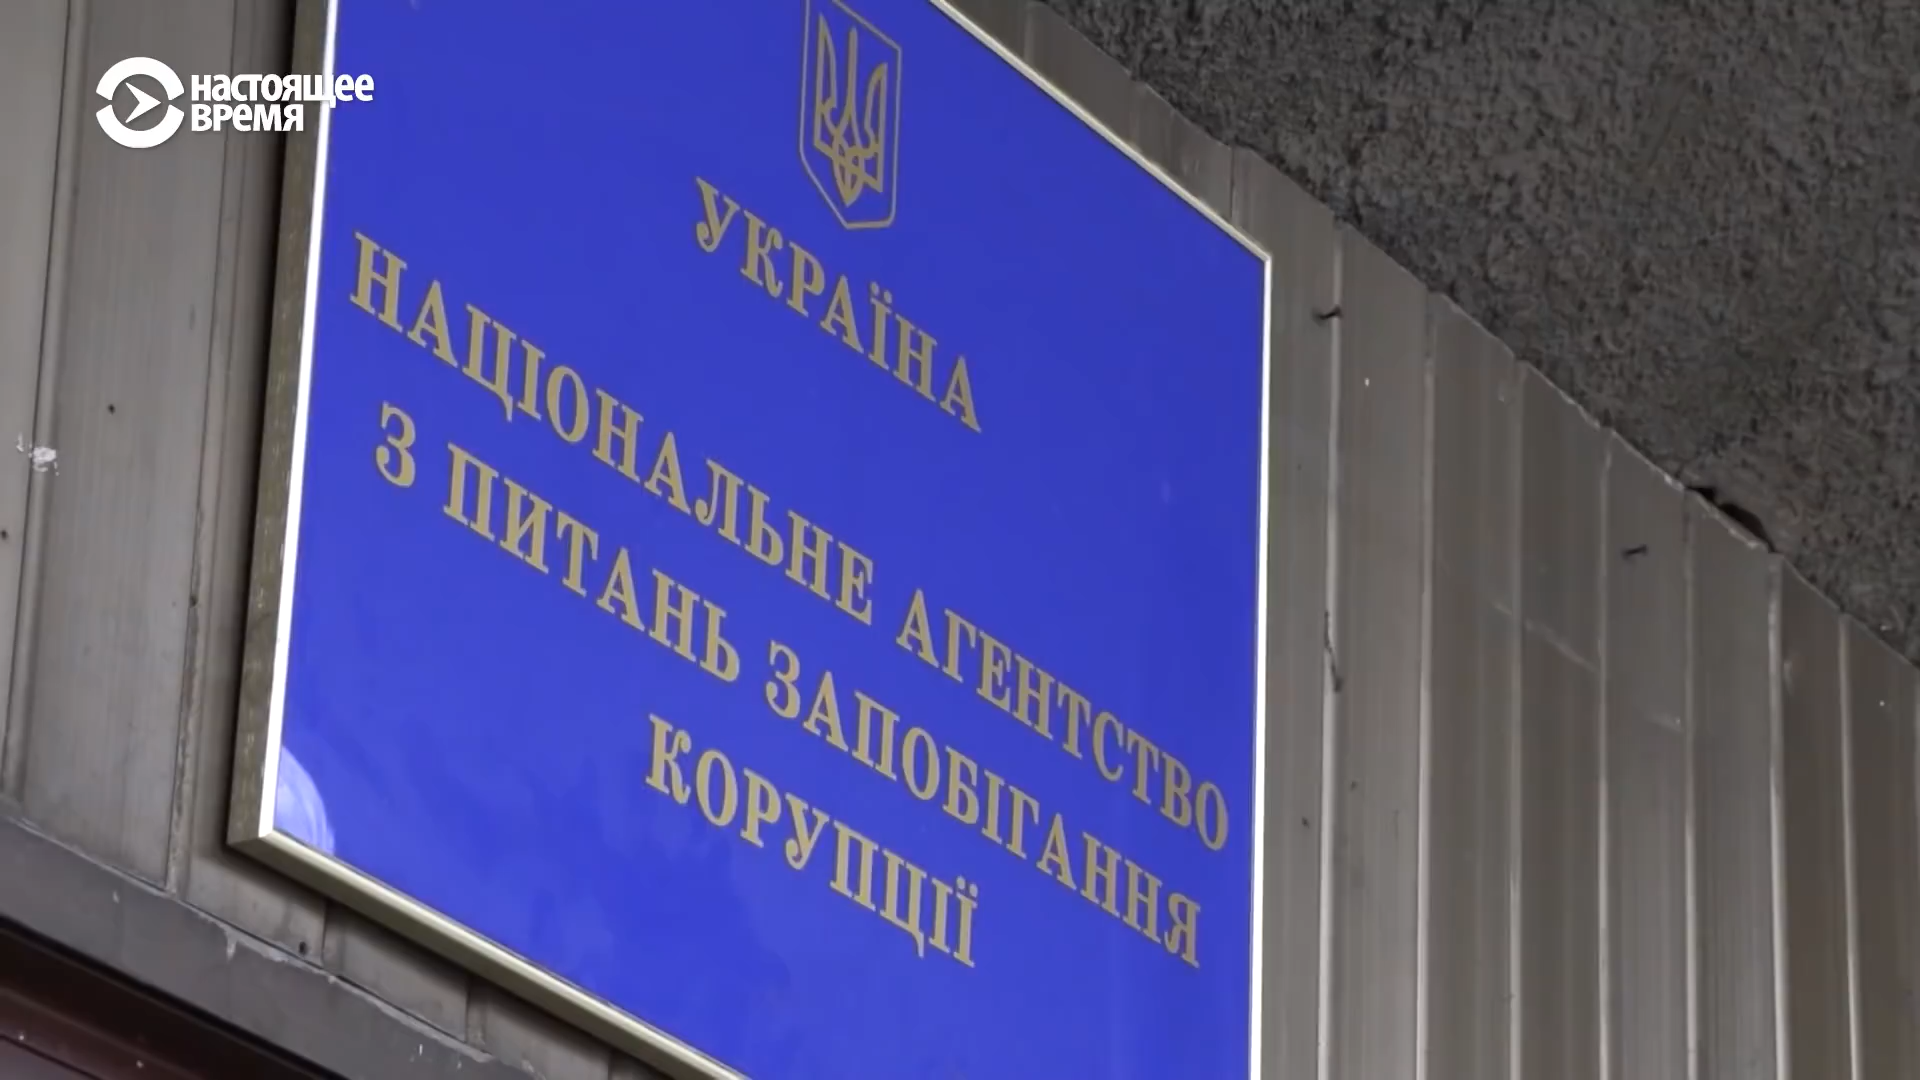 НАСТОЯЩЕЕ
ВРЕМЯ
УКРАЇНА
НАЦІОНАЛЬНЕ АГЕНТСТВО
З ПИТАНЬ ЗАПОБІГАННЯ
КОРУПЦІЇ